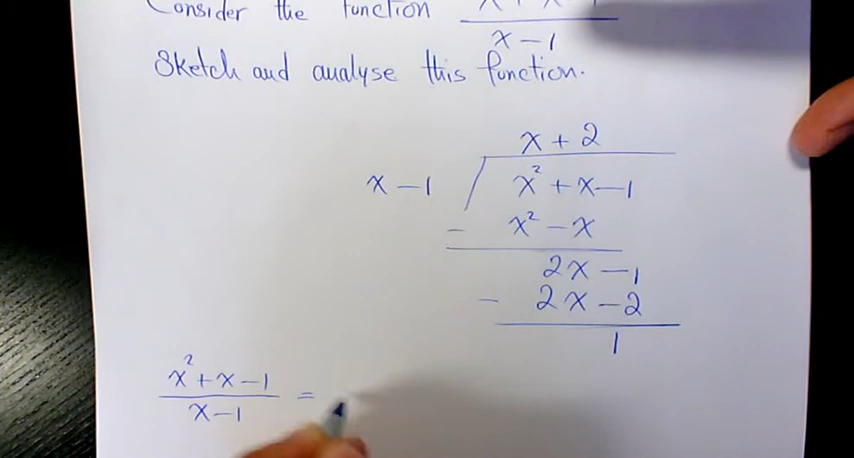 Consider the function
x - 1
Sketch and analyse this function.
x + 2
x - 1 x² + x - 1
- x² - x
2x - 1
- 2x - 2
1
x² + x - 1 =
x - 1